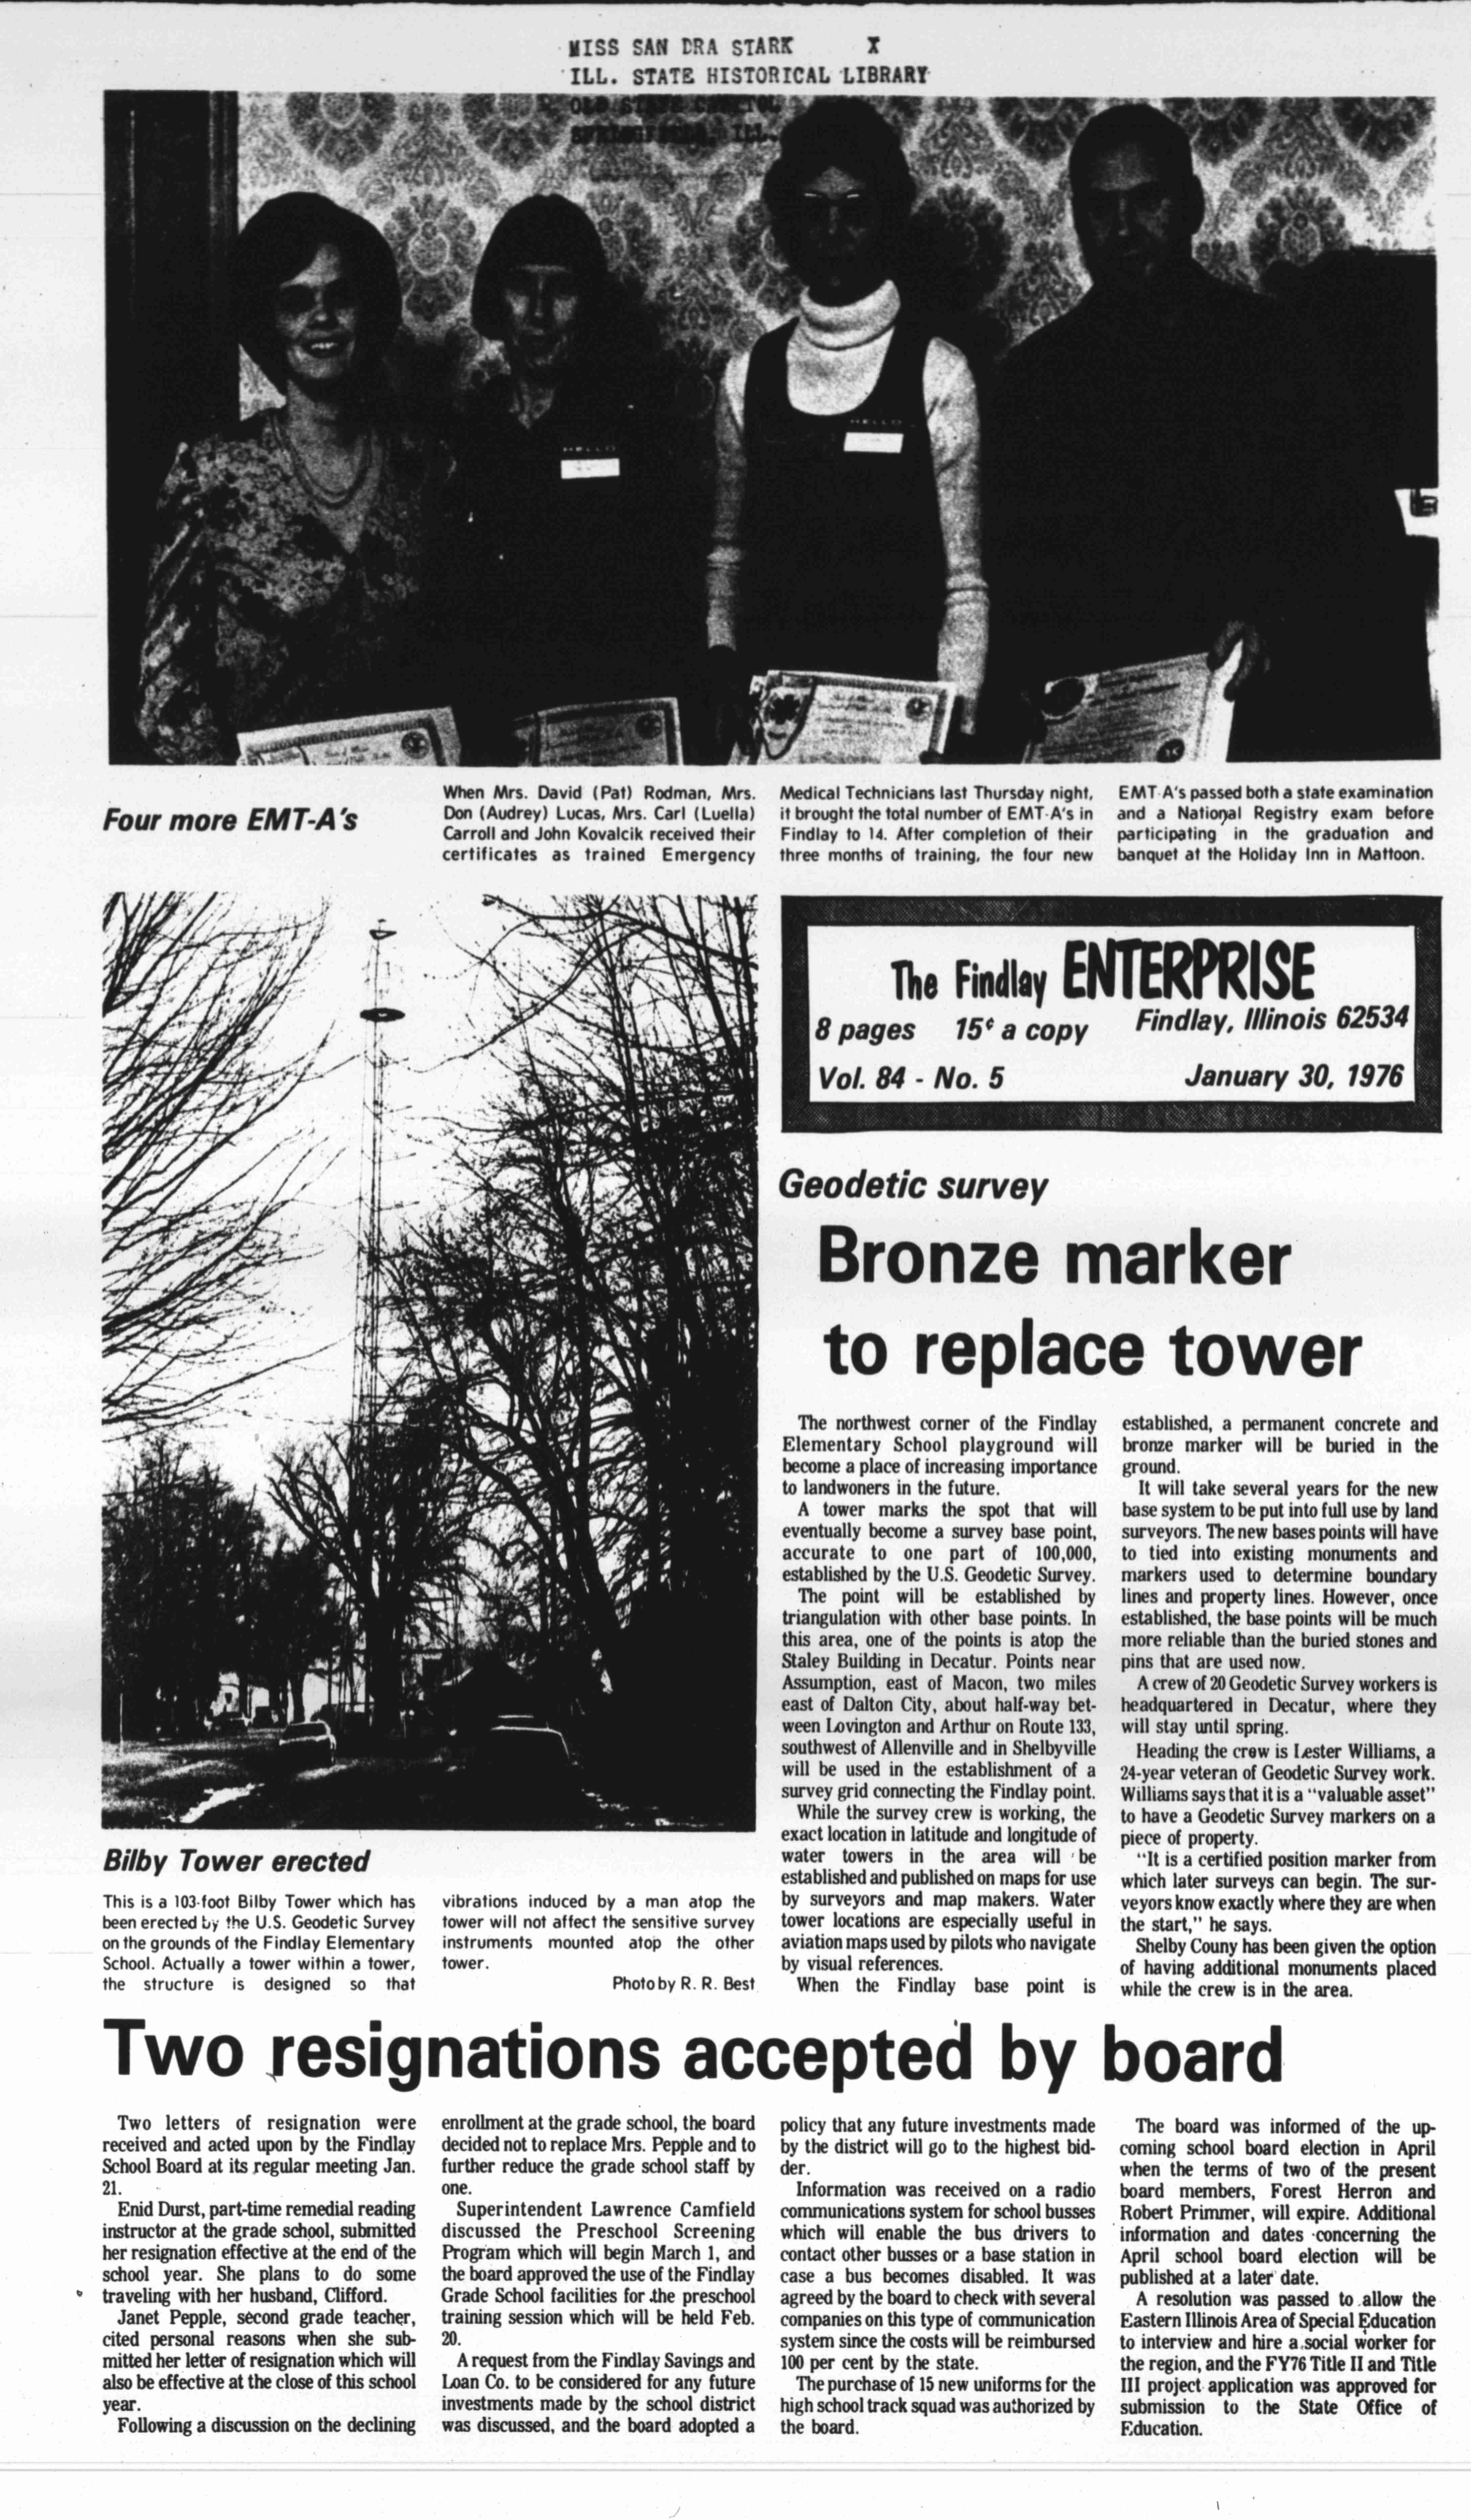 MISS SAN DRA STARK X
ILL. STATE HISTORICAL LIBRARY
OLD STATE CAPITOL
SPRINGFIELD, ILL.
HELLO
HELLO
Four more EMT-A's
When Mrs. David (Pat) Rodman, Mrs.
Don (Audrey) Lucas, Mrs. Carl (Luella)
Carroll and John Kovalcik received their
certificates as trained Emergency
Medical Technicians last Thursday night,
it brought the total number of EMT-A's in
Findlay to 14. After completion of their
three months of training, the four new
EMT-A's passed both a state examination
and a National Registry exam before
participating in the graduation and
banquet at the Holiday Inn in Mattoon.
The Findlay ENTERPRISE
8 pages 15¢ a copy Findlay, Illinois 62534
Vol. 84 - No. 5 January 30, 1976
Geodetic survey
Bronze marker
to replace tower
The northwest corner of the Findlay
Elementary School playground will
become a place of increasing importance
to landwoners in the future.
A tower marks the spot that will
eventually become a survey base point,
accurate to one part of 100,000,
established by the U.S. Geodetic Survey.
The point will be established by
triangulation with other base points. In
this area, one of the points is atop the
Staley Building in Decatur. Points near
Assumption, east of Macon, two miles
east of Dalton City, about half-way bet-
ween Lovington and Arthur on Route 133,
southwest of Allenville and in Shelbyville
will be used in the establishment of a
survey grid connecting the Findlay point.
While the survey crew is working, the
exact location in latitude and longitude of
water towers in the area will be
established and published on maps for use
by surveyors and map makers. Water
tower locations are especially useful in
aviation maps used by pilots who navigate
by visual references.
When the Findlay base point is
established, a permanent concrete and
bronze marker will be buried in the
ground.
It will take several years for the new
base system to be put into full use by land
surveyors. The new bases points will have
to tied into existing monuments and
markers used to determine boundary
lines and property lines. However, once
established, the base points will be much
more reliable than the buried stones and
pins that are used now.
A crew of 20 Geodetic Survey workers is
headquartered in Decatur, where they
will stay until spring.
Heading the crew is Lester Williams, a
24-year veteran of Geodetic Survey work.
Williams says that it is a "valuable asset"
to have a Geodetic Survey markers on a
piece of property.
"It is a certified position marker from
which later surveys can begin. The sur-
veyors know exactly where they are when
the start," he says.
Shelby Couny has been given the option
of having additional monuments placed
while the crew is in the area.
Bilby Tower erected
This is a 103-foot Bilby Tower which has
been erected by the U.S. Geodetic Survey
on the grounds of the Findlay Elementary
School. Actually a tower within a tower,
the structure is designed so that
vibrations induced by a man atop the
tower will not affect the sensitive survey
instruments mounted atop the other
tower.
Photo by R. R. Best
Two resignations accepted by board
Two letters of resignation were
received and acted upon by the Findlay
School Board at its regular meeting Jan.
21.
Enid Durst, part-time remedial reading
instructor at the grade school, submitted
her resignation effective at the end of the
school year. She plans to do some
traveling with her husband, Clifford.
Janet Pepple, second grade teacher,
cited personal reasons when she sub-
mitted her letter of resignation which will
also be effective at the close of this school
year.
Following a discussion on the declining
enrollment at the grade school, the board
decided not to replace Mrs. Pepple and to
further reduce the grade school staff by
one.
Superintendent Lawrence Camfield
discussed the Preschool Screening
Program which will begin March 1, and
the board approved the use of the Findlay
Grade School facilities for the preschool
training session which will be held Feb.
20.
A request from the Findlay Savings and
Loan Co. to be considered for any future
investments made by the school district
was discussed, and the board adopted a
policy that any future investments made
by the district will go to the highest bid-
der.
Information was received on a radio
communications system for school busses
which will enable the bus drivers to
contact other busses or a base station in
case a bus becomes disabled. It was
agreed by the board to check with several
companies on this type of communication
system since the costs will be reimbursed
100 per cent by the state.
The purchase of 15 new uniforms for the
high school track squad was authorized by
the board.
The board was informed of the up-
coming school board election in April
when the terms of two of the present
board members, Forest Herron and
Robert Primmer, will expire. Additional
information and dates concerning the
April school board election will be
published at a later date.
A resolution was passed to allow the
Eastern Illinois Area of Special Education
to interview and hire a social worker for
the region, and the FY76 Title II and Title
III project application was approved for
submission to the State Office of
Education.